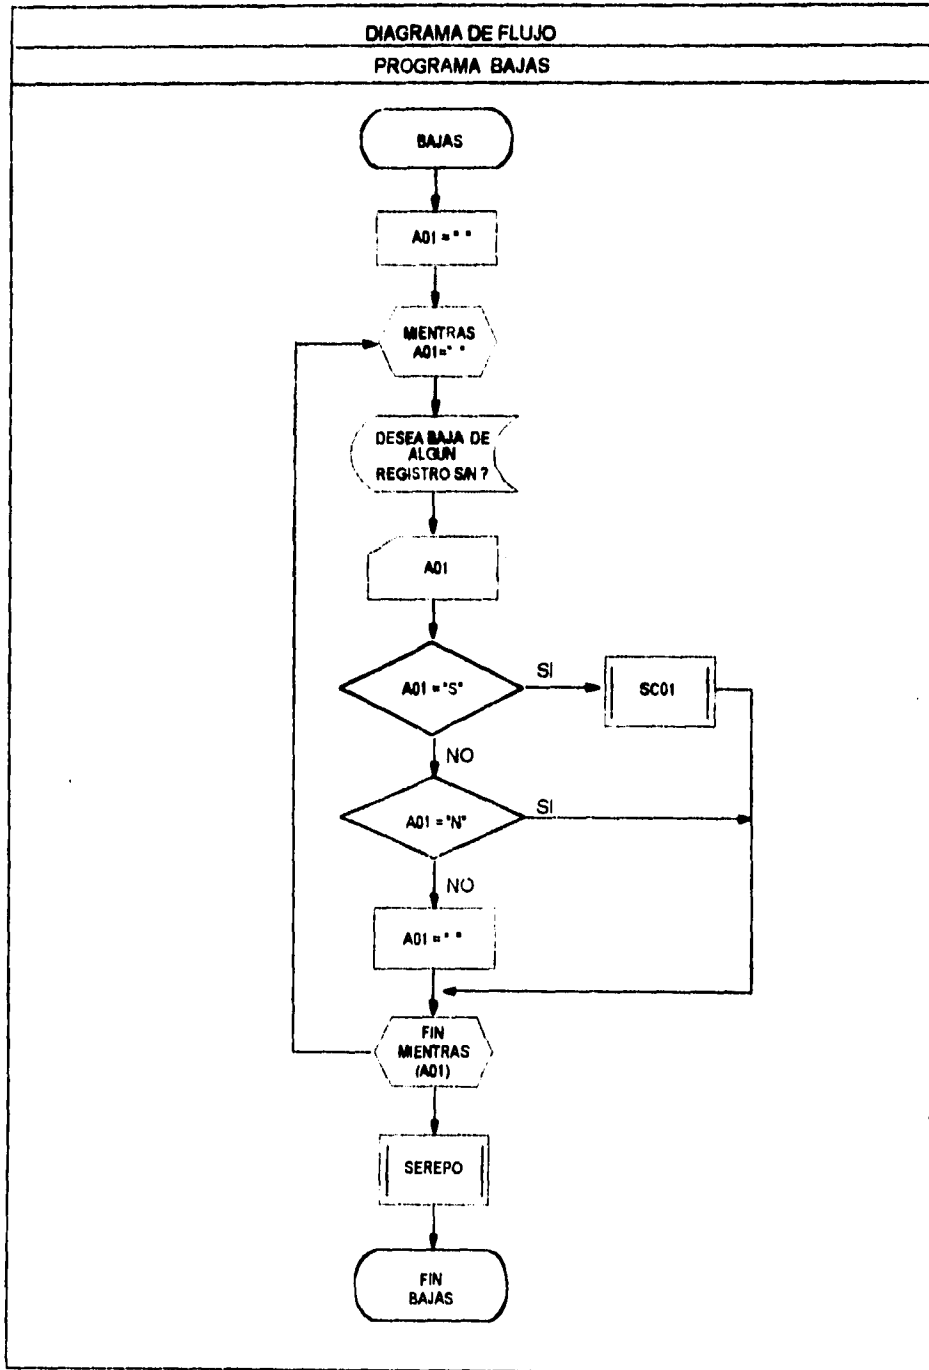 DIAGRAMA DE FLUJO
PROGRAMA BAJAS
BAJAS
A01 = " "
MIENTRAS
A01=" "
DESEA BAJA DE
ALGUN
REGISTRO S/N ?
A01
A01 = "S"
SI
SC01
NO
A01 = "N"
SI
NO
A01 = " "
FIN
MIENTRAS
(A01)
SEREPO
FIN
BAJAS